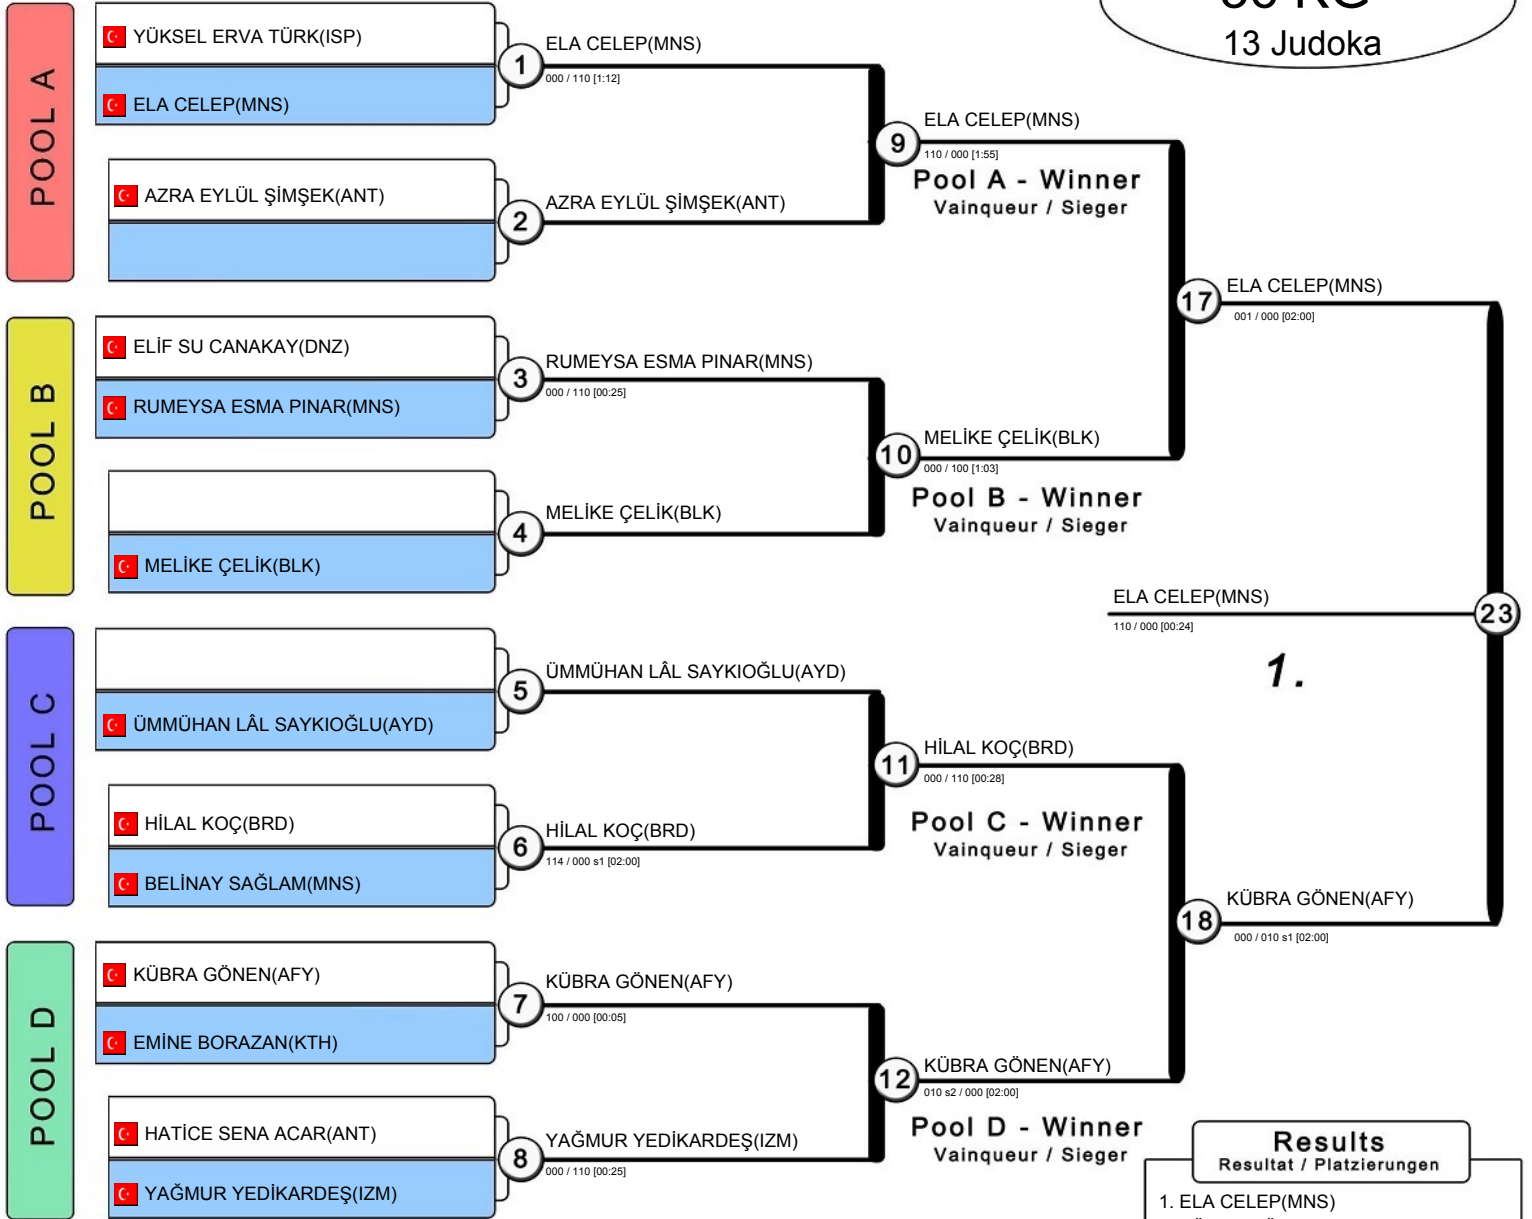 13 Judoka
POOL A
YÜKSEL ERVA TÜRK(ISP)
ELA CELEP(MNS)
AZRA EYLÜL ŞİMŞEK(ANT)
1
ELA CELEP(MNS)
000 / 110 [1:12]
2
AZRA EYLÜL ŞİMŞEK(ANT)
9
ELA CELEP(MNS)
110 / 000 [1:55]
Pool A - Winner
Vainqueur / Sieger
POOL B
ELİF SU CANAKAY(DNZ)
RUMEYSA ESMA PINAR(MNS)
MELİKE ÇELİK(BLK)
3
RUMEYSA ESMA PINAR(MNS)
000 / 110 [00:25]
4
MELİKE ÇELİK(BLK)
10
MELİKE ÇELİK(BLK)
000 / 100 [1:03]
Pool B - Winner
Vainqueur / Sieger
17
ELA CELEP(MNS)
001 / 000 [02:00]
ELA CELEP(MNS)
110 / 000 [00:24]
23
1.
POOL C
ÜMMÜHAN LÂL SAYKIOĞLU(AYD)
HİLAL KOÇ(BRD)
BELİNAY SAĞLAM(MNS)
5
ÜMMÜHAN LÂL SAYKIOĞLU(AYD)
6
HİLAL KOÇ(BRD)
114 / 000 s1 [02:00]
11
HİLAL KOÇ(BRD)
000 / 110 [00:28]
Pool C - Winner
Vainqueur / Sieger
18
KÜBRA GÖNEN(AFY)
000 / 010 s1 [02:00]
POOL D
KÜBRA GÖNEN(AFY)
EMİNE BORAZAN(KTH)
HATİCE SENA ACAR(ANT)
YAĞMUR YEDİKARDEŞ(IZM)
7
KÜBRA GÖNEN(AFY)
100 / 000 [00:05]
8
YAĞMUR YEDİKARDEŞ(IZM)
000 / 110 [00:25]
12
KÜBRA GÖNEN(AFY)
010 s2 / 000 [02:00]
Pool D - Winner
Vainqueur / Sieger
Results
Resultat / Platzierungen
1. ELA CELEP(MNS)